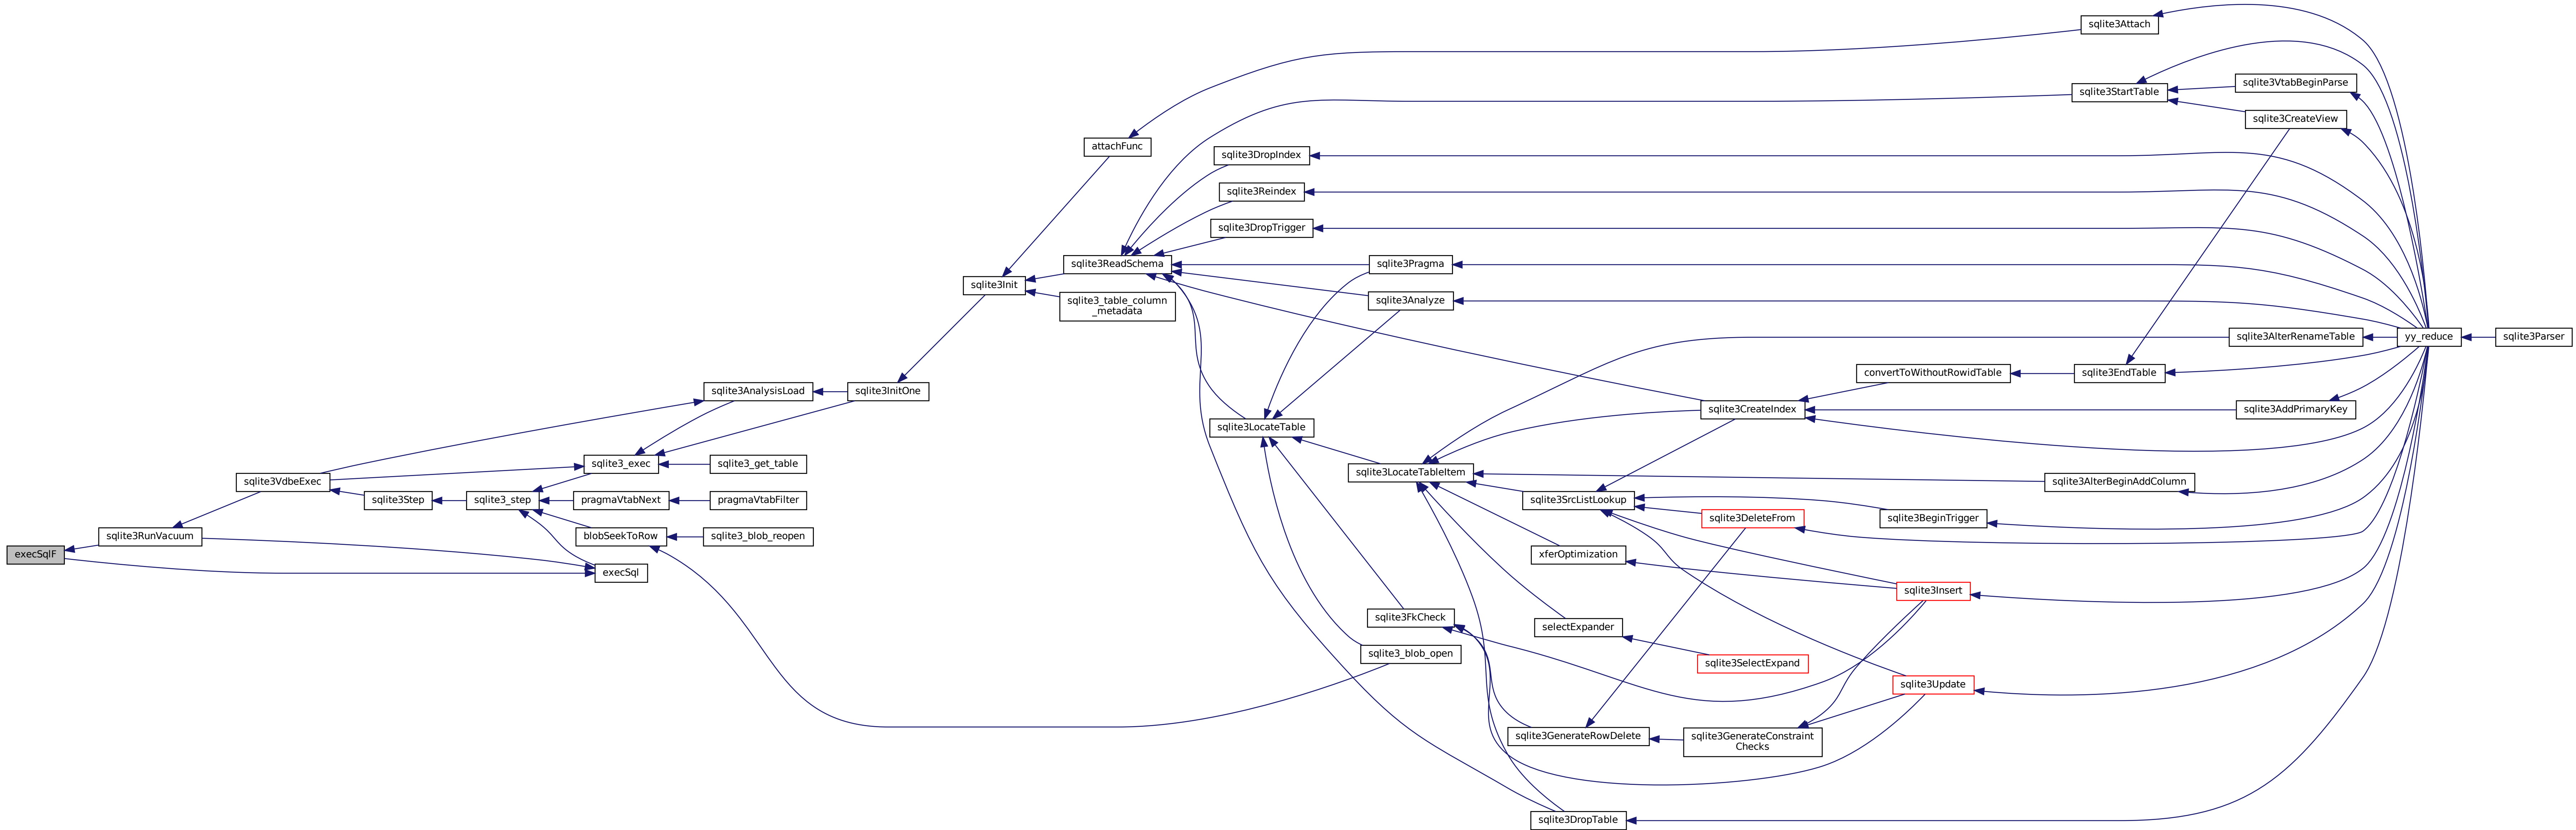 sqlite3Attach
sqlite3VtabBeginParse
sqlite3StartTable
sqlite3CreateView
attachFunc
sqlite3DropIndex
sqlite3Reindex
sqlite3DropTrigger
sqlite3ReadSchema
sqlite3Pragma
sqlite3Init
sqlite3_table_column
_metadata
sqlite3Analyze
sqlite3AlterRenameTable
yy_reduce
sqlite3Parser
convertToWithoutRowidTable
sqlite3EndTable
sqlite3AnalysisLoad
sqlite3InitOne
sqlite3CreateIndex
sqlite3AddPrimaryKey
sqlite3LocateTable
sqlite3_exec
sqlite3_get_table
sqlite3LocateTableItem
sqlite3VdbeExec
sqlite3AlterBeginAddColumn
sqlite3Step
sqlite3_step
pragmaVtabNext
pragmaVtabFilter
sqlite3SrcListLookup
sqlite3DeleteFrom
sqlite3BeginTrigger
sqlite3RunVacuum
blobSeekToRow
sqlite3_blob_reopen
execSqlF
xferOptimization
execSql
sqlite3Insert
sqlite3FkCheck
selectExpander
sqlite3_blob_open
sqlite3SelectExpand
sqlite3Update
sqlite3GenerateRowDelete
sqlite3GenerateConstraint
Checks
sqlite3DropTable